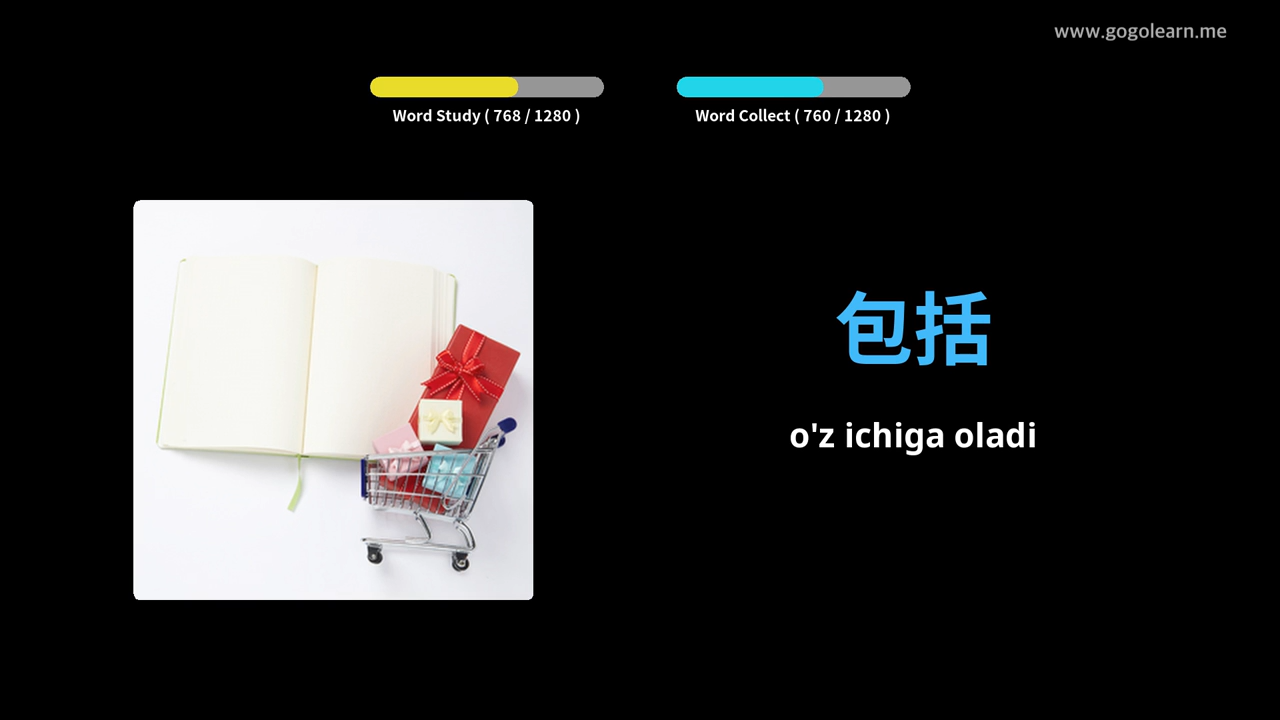 www.gogolearn.me
Word Study ( 768 / 1280 )
Word Collect ( 760 / 1280 )
包括
o'z ichiga oladi